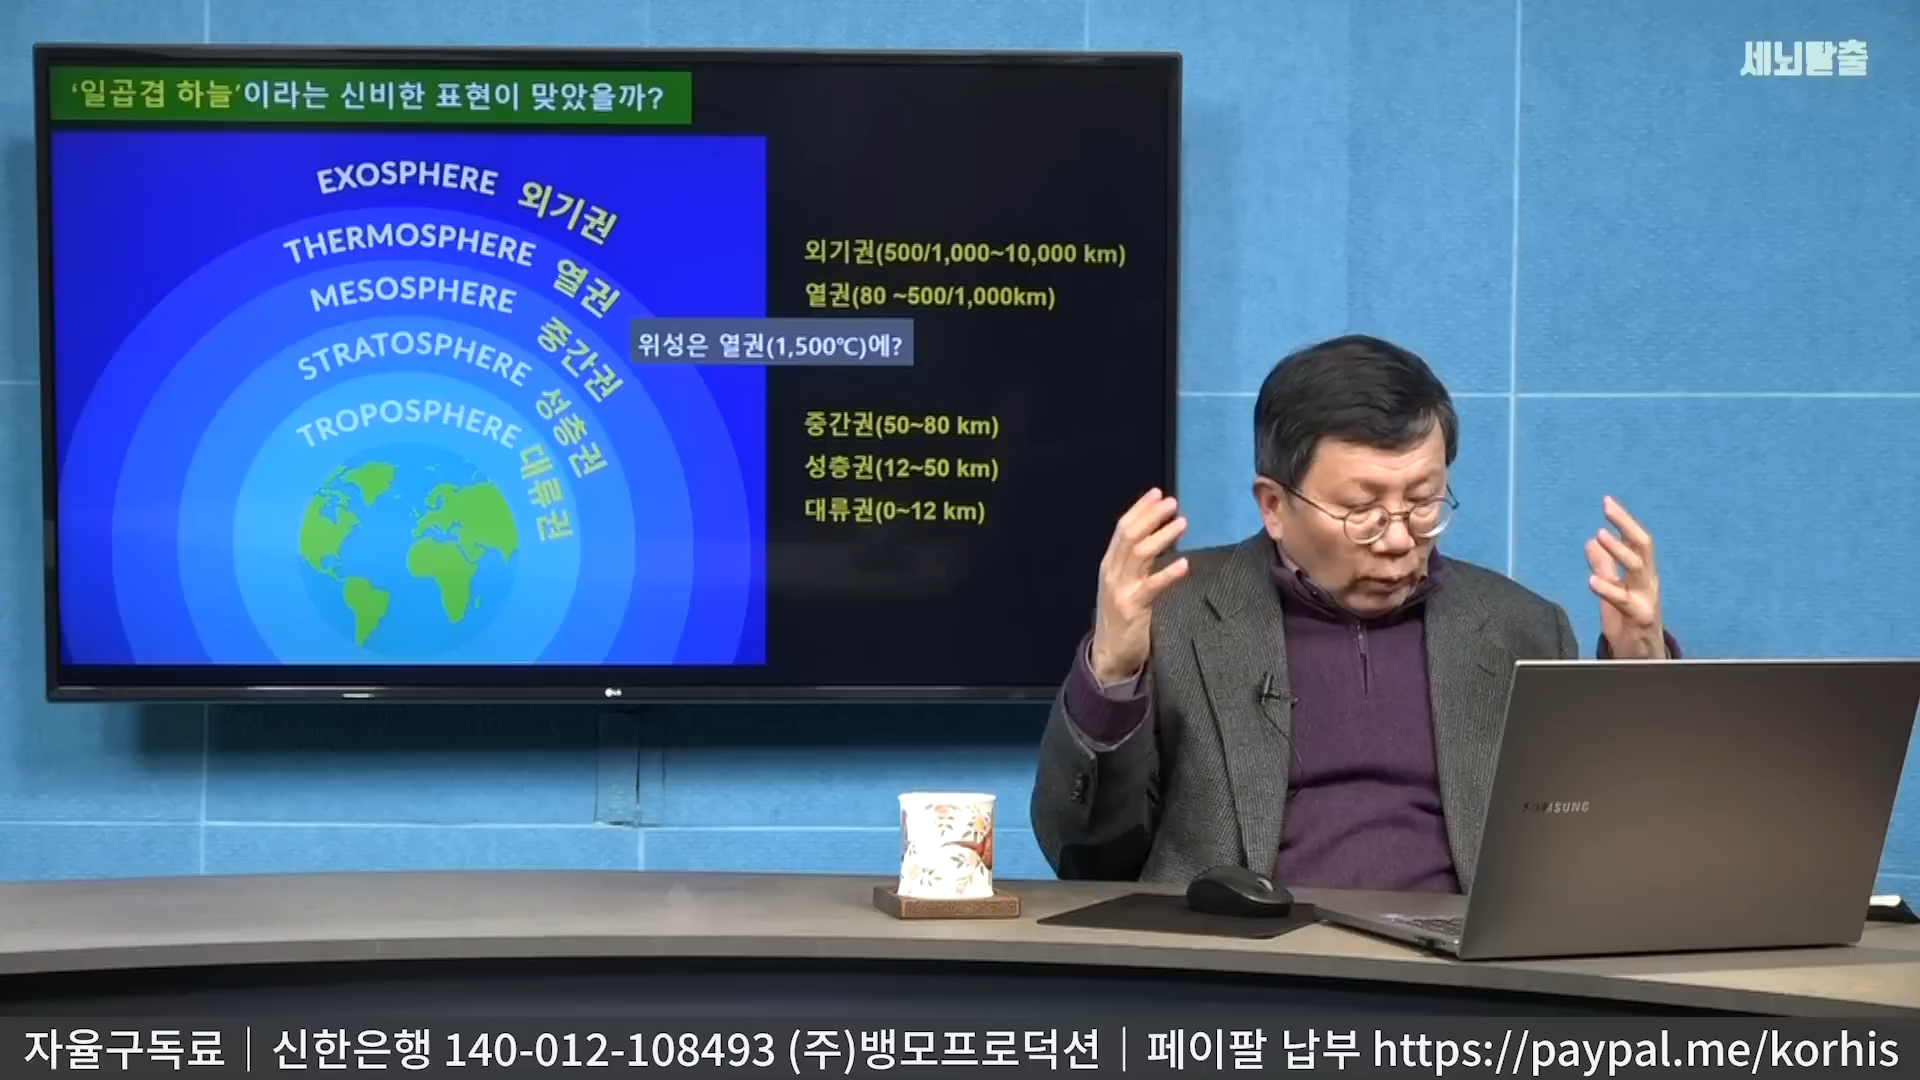 세뇌탈출
‘일곱겹 하늘’이라는 신비한 표현이 맞았을까?
EXOSPHERE 외기권
THERMOSPHERE 열권
MESOSPHERE 중간권
STRATOSPHERE 성층권
TROPOSPHERE 대류권
외기권(500/1,000~10,000 km)
열권(80 ~500/1,000km)
위성은 열권(1,500℃)에?
중간권(50~80 km)
성층권(12~50 km)
대류권(0~12 km)
LG
SAMSUNG
자율구독료｜신한은행 140-012-108493 (주)뱅모프로덕션｜페이팔 납부 https://paypal.me/korhis